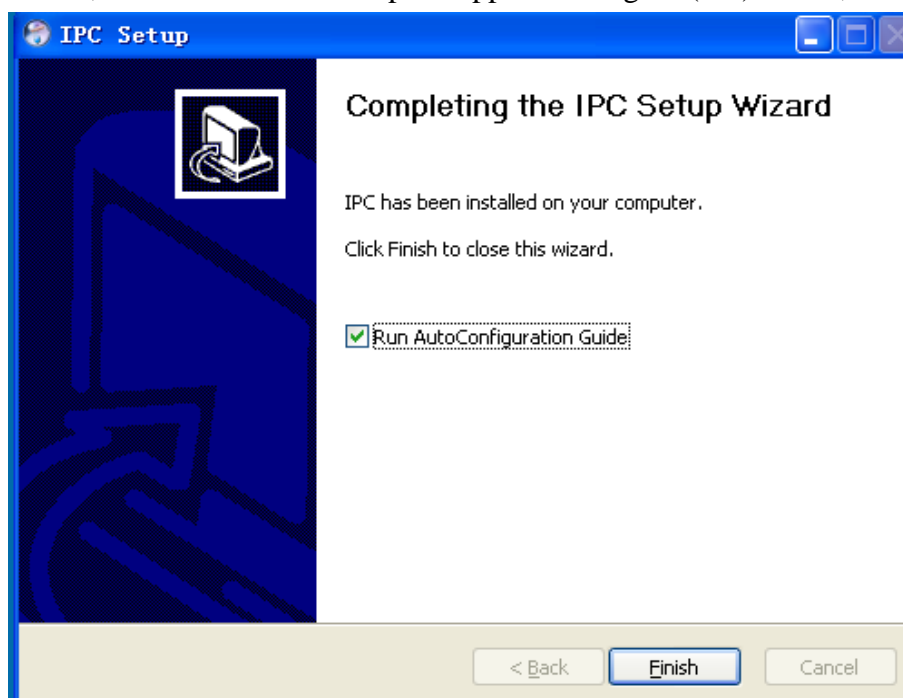 IPC Setup
Completing the IPC Setup Wizard
IPC has been installed on your computer.
Click Finish to close this wizard.
Run AutoConfiguration Guide
< Back Finish Cancel